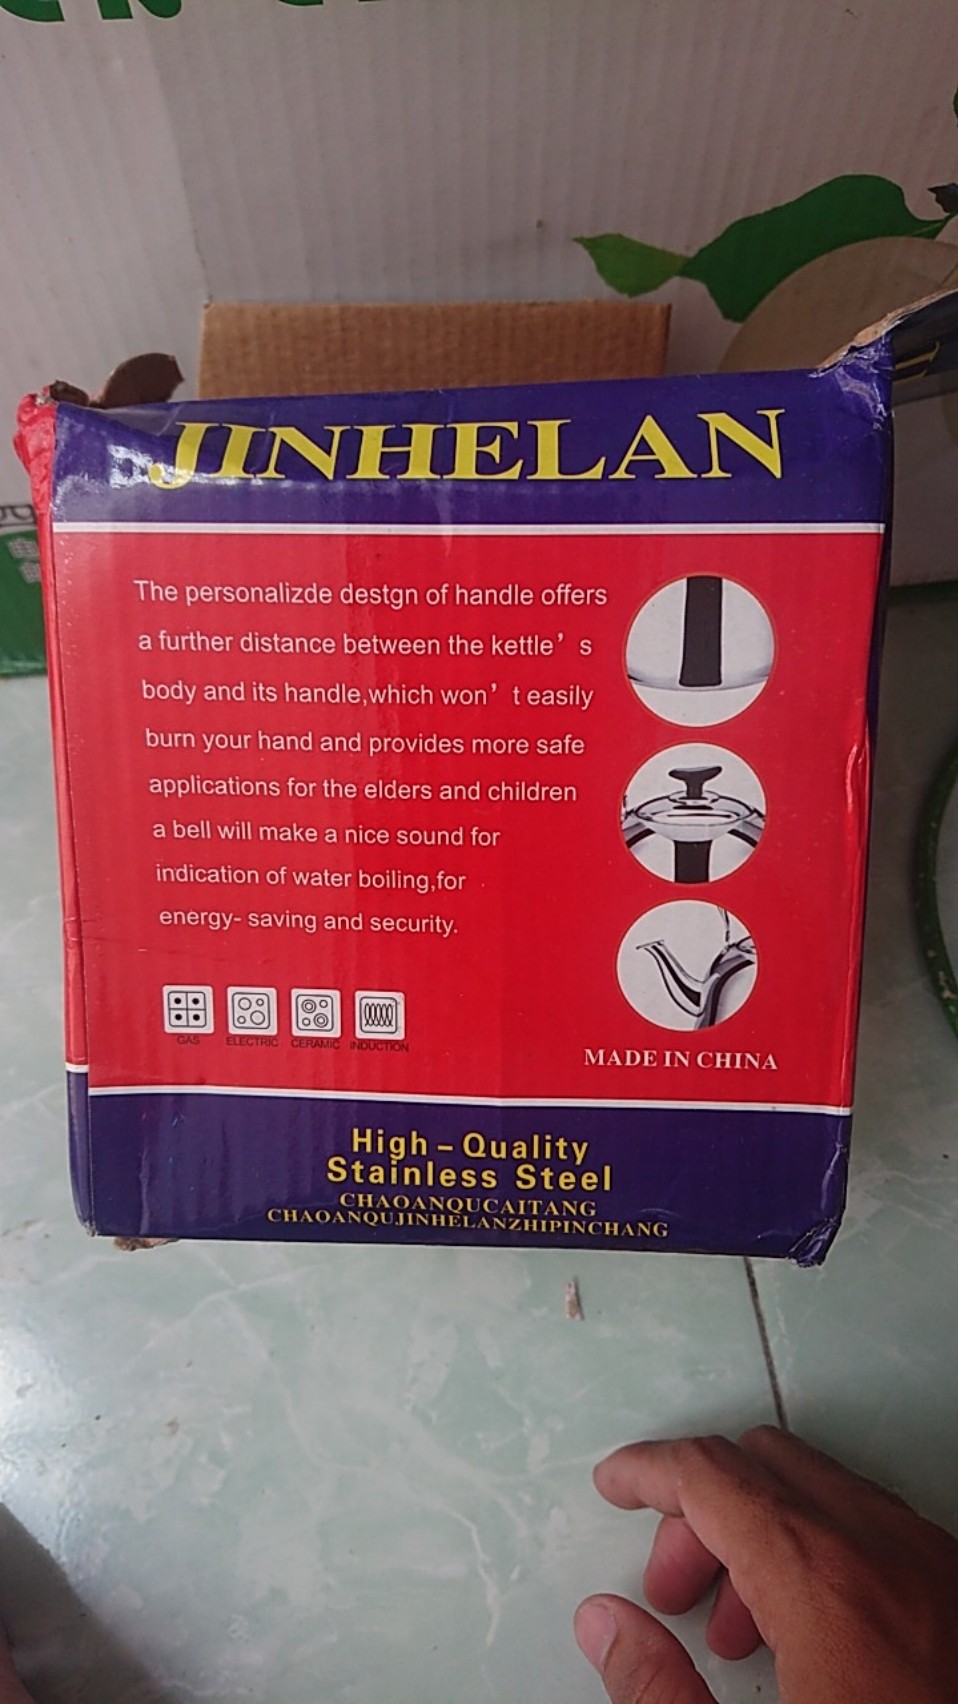 JINHELAN
The personalizde destgn of handle offers
a further distance between the kettle's
body and its handle,which won't easily
burn your hand and provides more safe
applications for the elders and children
a bell will make a nice sound for
indication of water boiling,for
energy- saving and security.
GAS ELECTRIC CERAMIC INDUCTION
MADE IN CHINA
High-Quality
Stainless Steel
CHAOANQUCAITANG
CHAOANQUJINHELANZHIPINCHANG